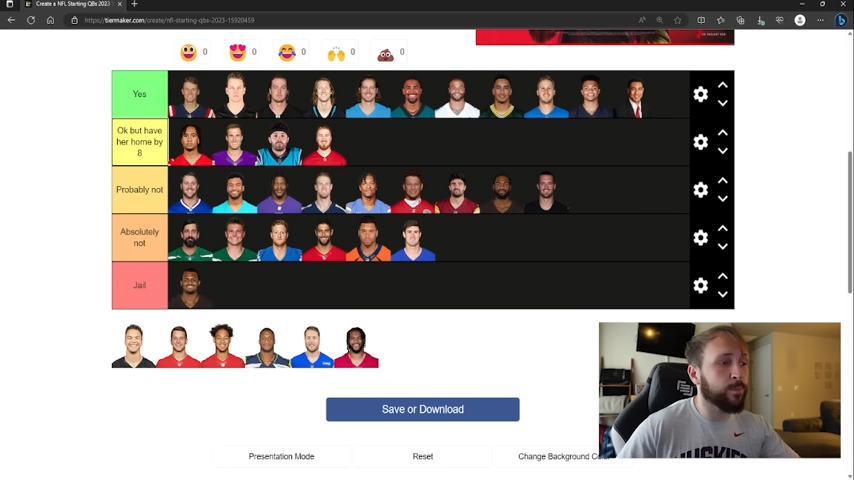 Create a NFL Starting QBs 2023
https://tiermaker.com/create/nfl-starting-qbs-2023-15920459
0
0
0
0
0
Yes
Ok but have
her home by
8
Probably not
Absolutely
not
Jail
Save or Download
Presentation Mode
Reset
Change Background Co
HUSKIES